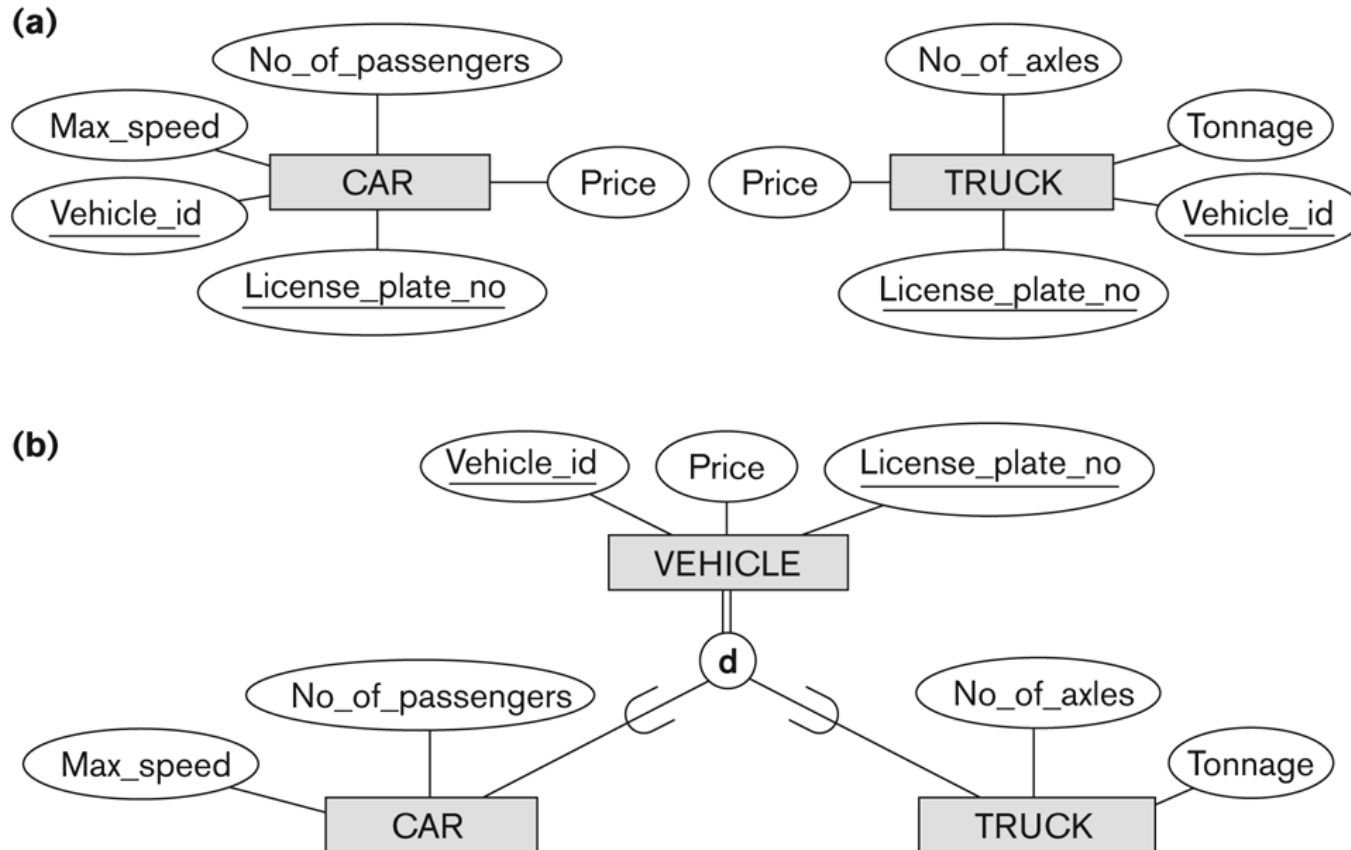 (a)
No_of_passengers
No_of_axles
Max_speed
Tonnage
CAR
Price
Price
TRUCK
Vehicle_id
Vehicle_id
License_plate_no
License_plate_no
(b)
Vehicle_id
Price
License_plate_no
VEHICLE
d
No_of_passengers
No_of_axles
Max_speed
Tonnage
CAR
TRUCK